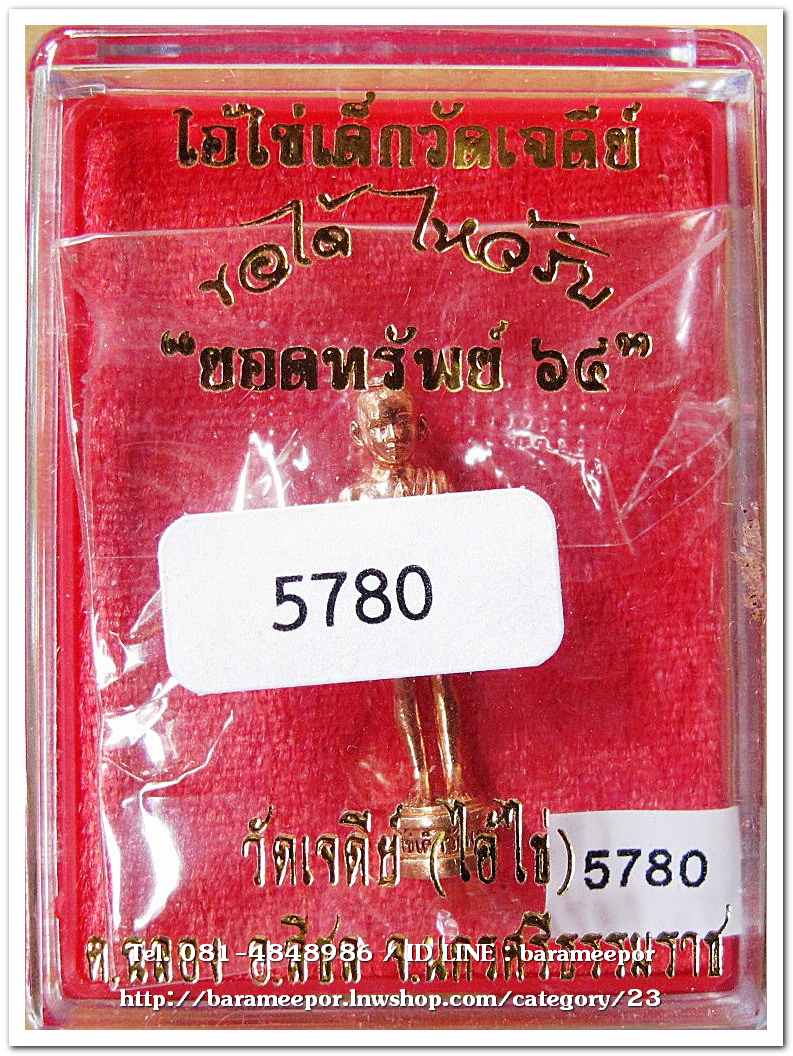 ไอ้ไข่เด็กวัดเจดีย์
ขอได้ ไหว้รับ
“ยอดทรัพย์ ๖๔”
5780
วัดเจดีย์ (ไอ้ไข่)
5780
ต.ฉลอง อ.สิชล จ.นครศรีธรรมราช
Tel. 081-4848986 / ID LINE : barameepor
http://barameepor.lnwshop.com/category/23